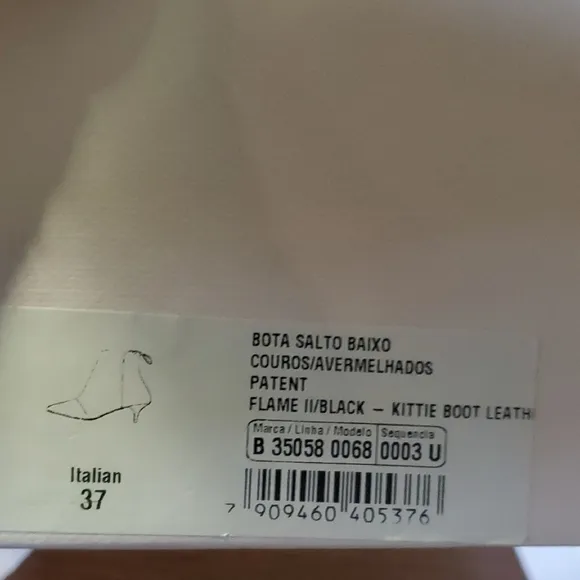 BOTA SALTO BAIXO
COUROS/AVERMELHADOS
PATENT
FLAME II/BLACK – KITTIE BOOT LEATH
Marca / Linha / Modelo Sequencia
B 35058 0068 0003 U
Italian
37
7 909460 405376